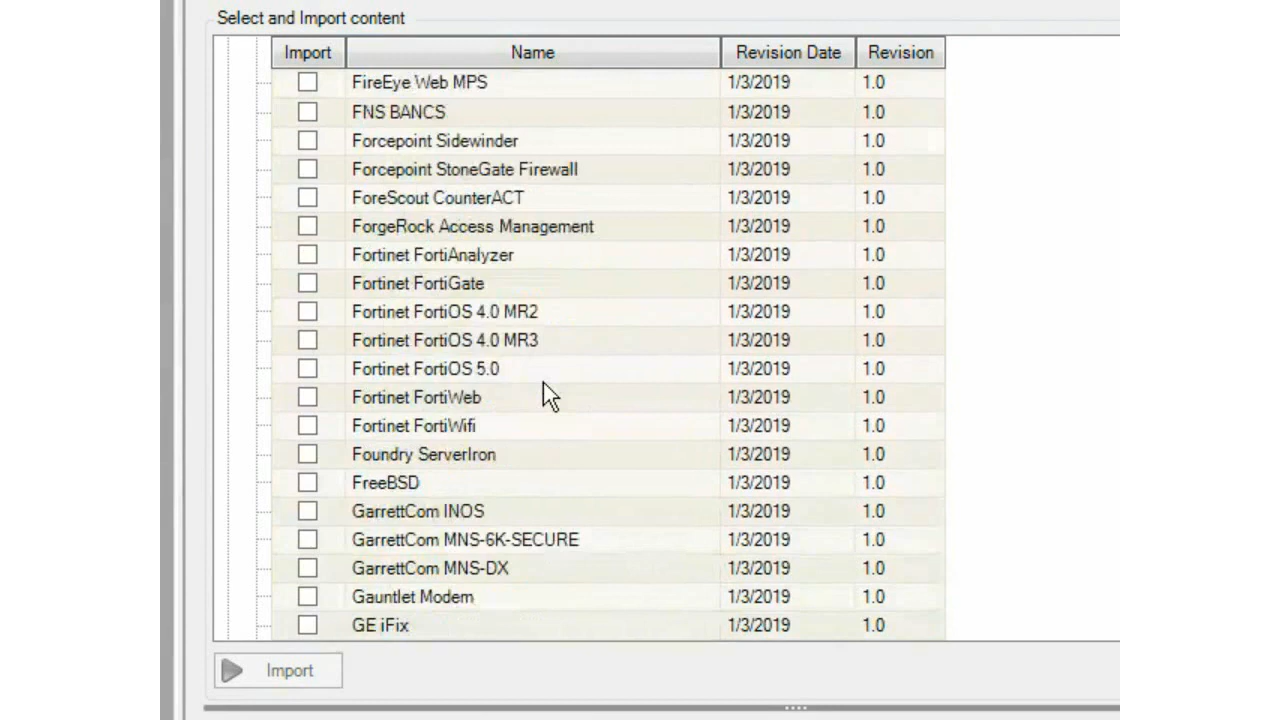 Select and Import content
Import Name Revision Date Revision
FireEye Web MPS 1/3/2019 1.0
FNS BANCS 1/3/2019 1.0
Forcepoint Sidewinder 1/3/2019 1.0
Forcepoint StoneGate Firewall 1/3/2019 1.0
ForeScout CounterACT 1/3/2019 1.0
ForgeRock Access Management 1/3/2019 1.0
Fortinet FortiAnalyzer 1/3/2019 1.0
Fortinet FortiGate 1/3/2019 1.0
Fortinet FortiOS 4.0 MR2 1/3/2019 1.0
Fortinet FortiOS 4.0 MR3 1/3/2019 1.0
Fortinet FortiOS 5.0 1/3/2019 1.0
Fortinet FortiWeb 1/3/2019 1.0
Fortinet FortiWifi 1/3/2019 1.0
Foundry ServerIron 1/3/2019 1.0
FreeBSD 1/3/2019 1.0
GarrettCom INOS 1/3/2019 1.0
GarrettCom MNS-6K-SECURE 1/3/2019 1.0
GarrettCom MNS-DX 1/3/2019 1.0
Gauntlet Modem 1/3/2019 1.0
GE iFix 1/3/2019 1.0
Import